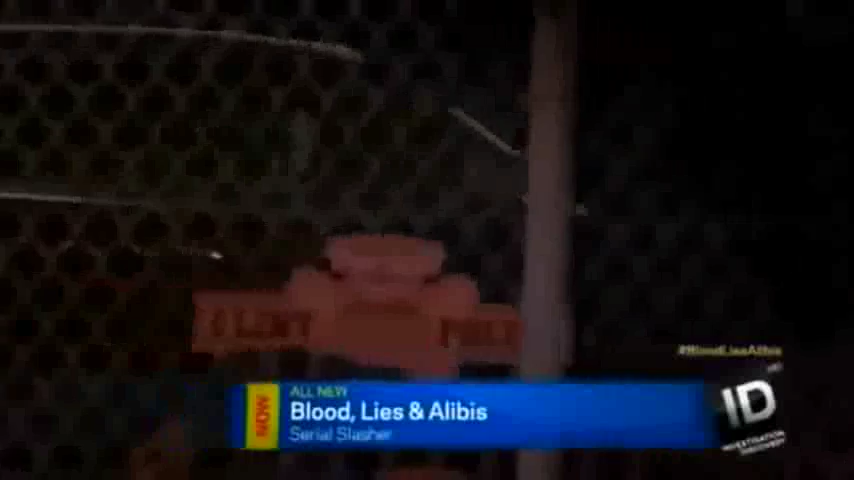 #BloodLiesAlibis
ALL NEW
NOW
Blood, Lies & Alibis
Serial Slasher
ID
INVESTIGATION
DISCOVERY